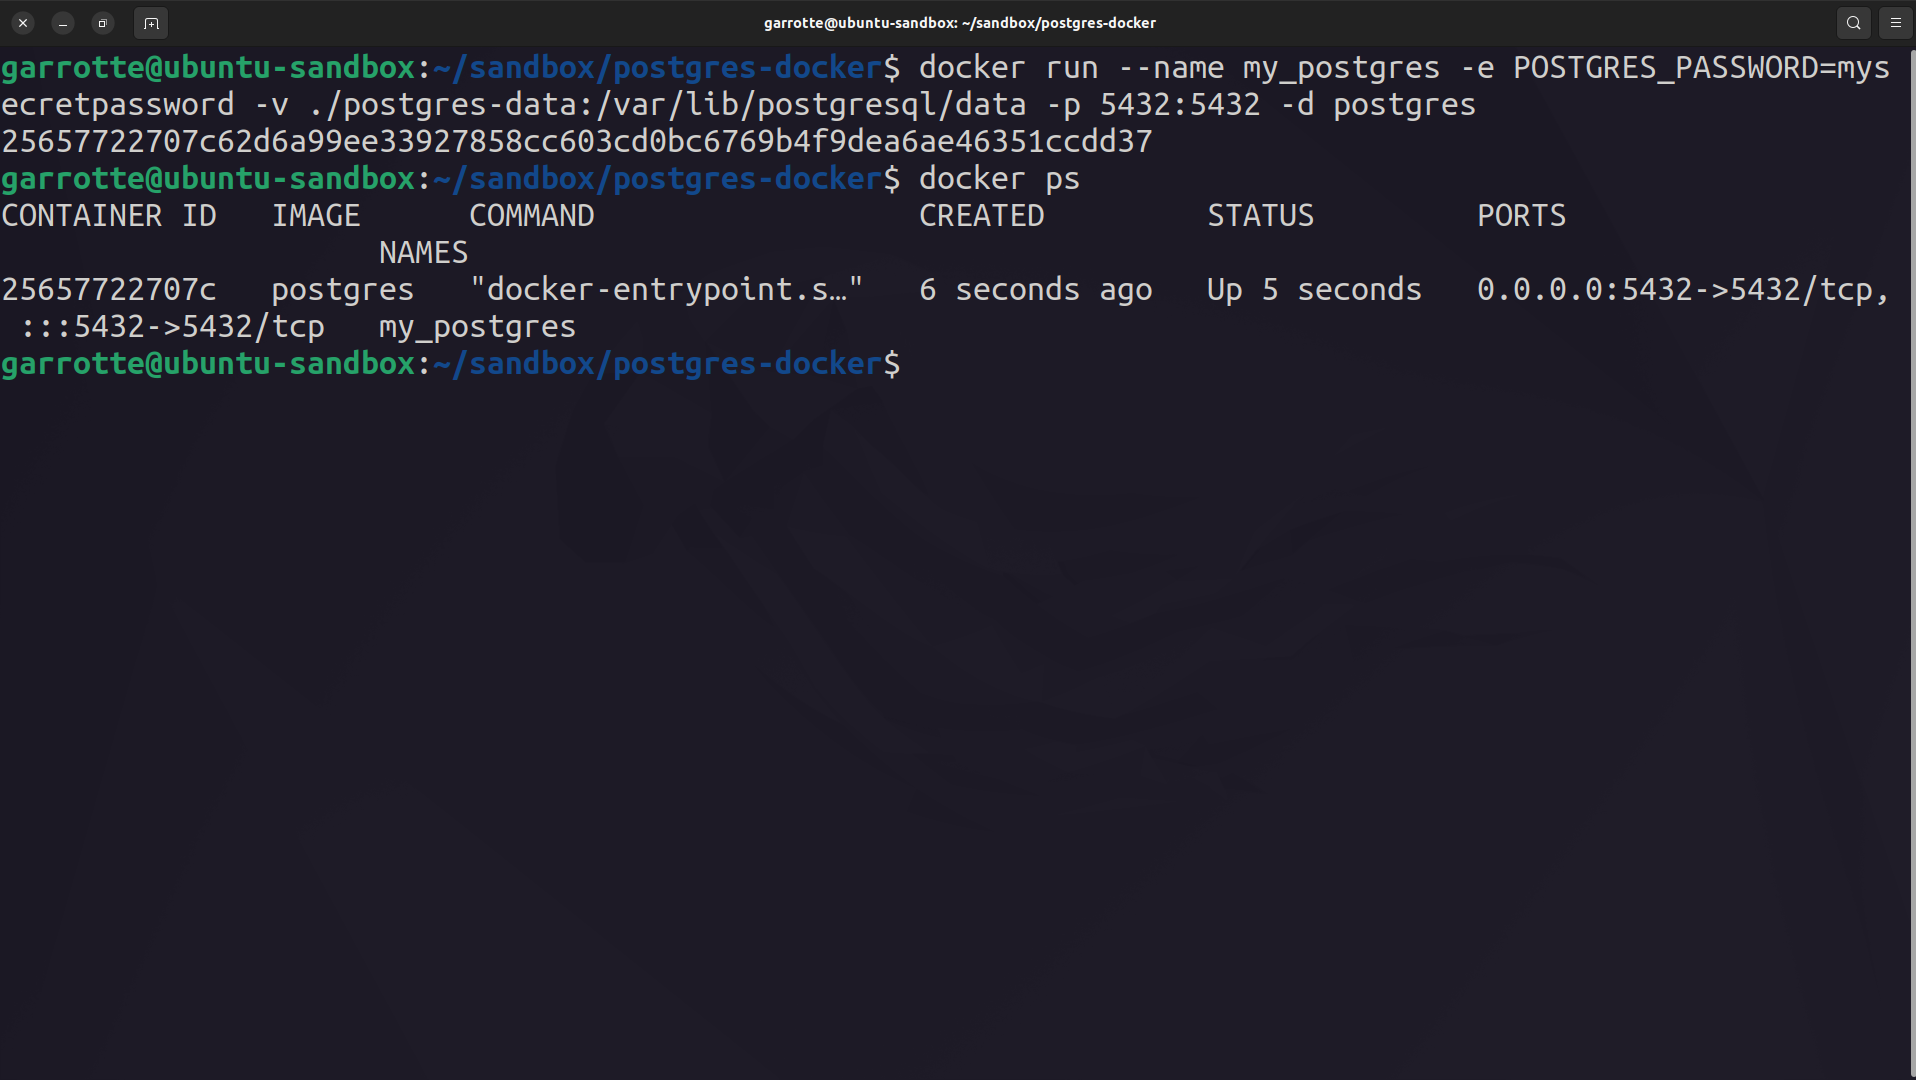 garrotte@ubuntu-sandbox: ~/sandbox/postgres-docker
garrotte@ubuntu-sandbox:~/sandbox/postgres-docker$ docker run --name my_postgres -e POSTGRES_PASSWORD=mys
ecretpassword -v ./postgres-data:/var/lib/postgresql/data -p 5432:5432 -d postgres
25657722707c62d6a99ee33927858cc603cd0bc6769b4f9dea6ae46351ccdd37
garrotte@ubuntu-sandbox:~/sandbox/postgres-docker$ docker ps
CONTAINER ID   IMAGE      COMMAND                  CREATED         STATUS         PORTS
                     NAMES
25657722707c   postgres   "docker-entrypoint.s…"   6 seconds ago   Up 5 seconds   0.0.0.0:5432->5432/tcp,
 :::5432->5432/tcp   my_postgres
garrotte@ubuntu-sandbox:~/sandbox/postgres-docker$